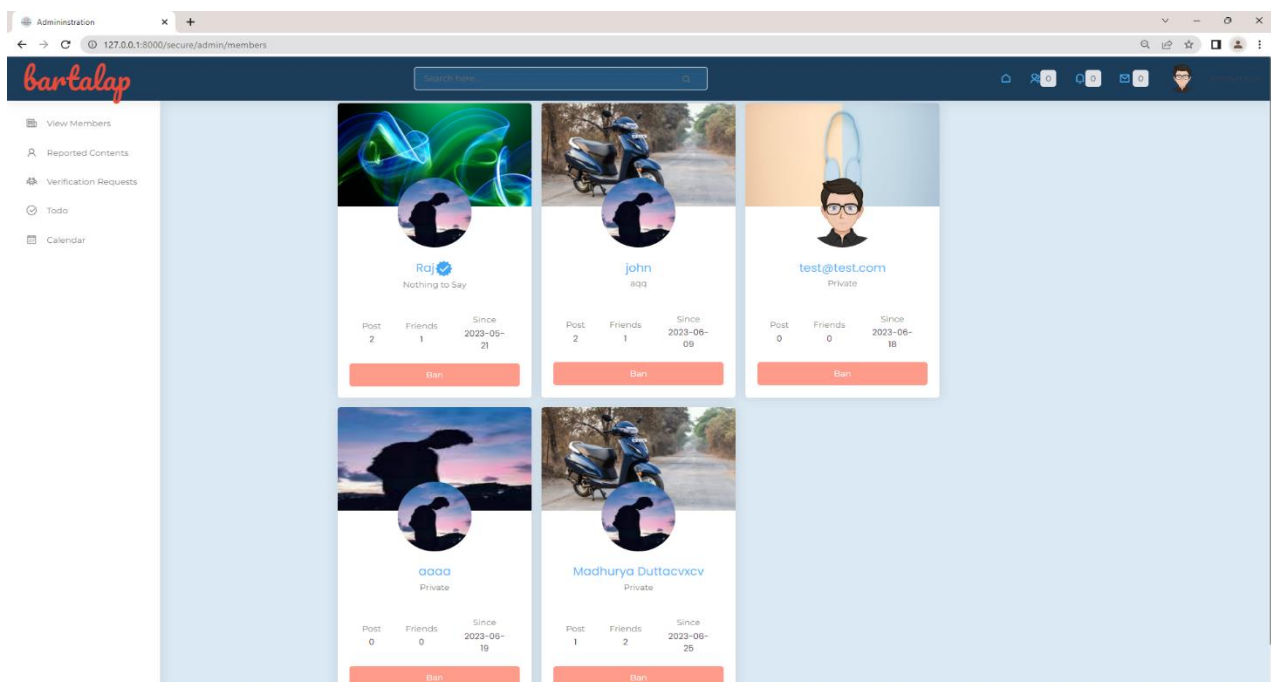 Admininstration
127.0.0.1:8000/secure/admin/members
bartalap
Search here...
0
0
0
View Members
Reported Contents
Verification Requests
Todo
Calendar
Raj
Nothing to Say
Post
Friends
Since
2
1
2023-05-
21
Ban
john
aqq
Post
Friends
Since
2
1
2023-06-
09
Ban
test@test.com
Private
Post
Friends
Since
0
0
2023-06-
18
Ban
aaaa
Private
Post
Friends
Since
0
0
2023-06-
19
Ban
Madhurya Duttacvxcv
Private
Post
Friends
Since
1
2
2023-06-
25
Ban